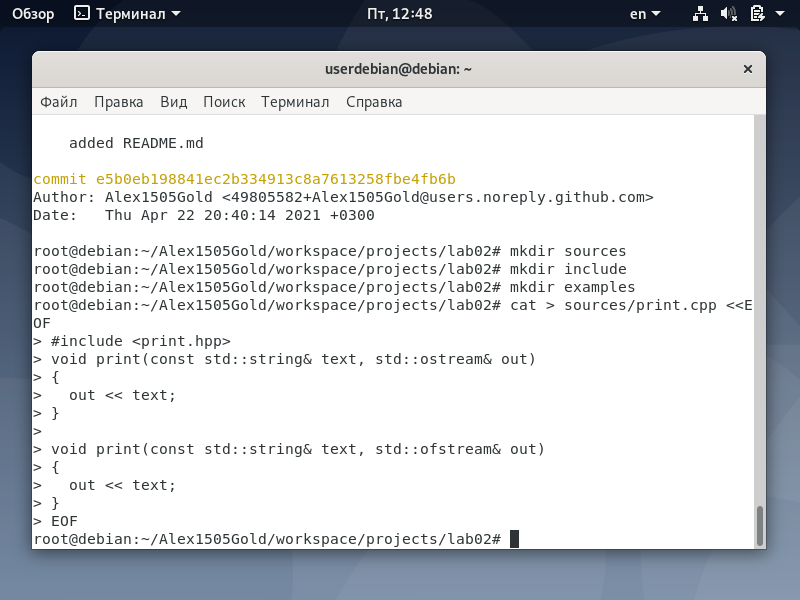 Обзор Терминал Пт, 12:48 en
userdebian@debian: ~
Файл Правка Вид Поиск Терминал Справка
added README.md
commit e5b0eb198841ec2b334913c8a7613258fbe4fb6b
Author: Alex1505Gold <49805582+Alex1505Gold@users.noreply.github.com>
Date:   Thu Apr 22 20:40:14 2021 +0300
root@debian:~/Alex1505Gold/workspace/projects/lab02# mkdir sources
root@debian:~/Alex1505Gold/workspace/projects/lab02# mkdir include
root@debian:~/Alex1505Gold/workspace/projects/lab02# mkdir examples
root@debian:~/Alex1505Gold/workspace/projects/lab02# cat > sources/print.cpp <<E
OF
> #include <print.hpp>
> void print(const std::string& text, std::ostream& out)
> {
>   out << text;
> }
>
> void print(const std::string& text, std::ofstream& out)
> {
>   out << text;
> }
> EOF
root@debian:~/Alex1505Gold/workspace/projects/lab02#